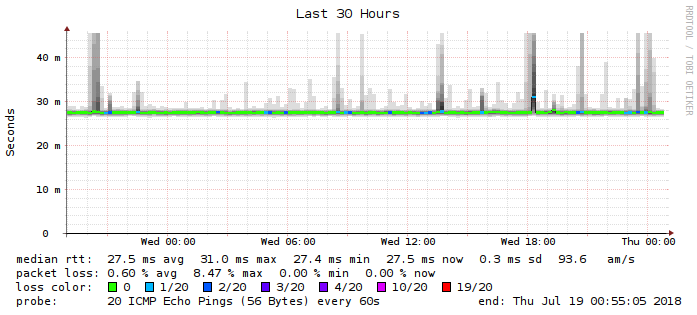 Last 30 Hours
RRDTOOL / TOBI OETIKER
Seconds
40 m
30 m
20 m
10 m
0
Wed 00:00 Wed 06:00 Wed 12:00 Wed 18:00 Thu 00:00
median rtt: 27.5 ms avg 31.0 ms max 27.4 ms min 27.5 ms now 0.3 ms sd 93.6 am/s
packet loss: 0.60 % avg 8.47 % max 0.00 % min 0.00 % now
loss color: 0 1/20 2/20 3/20 4/20 10/20 19/20
probe: 20 ICMP Echo Pings (56 Bytes) every 60s end: Thu Jul 19 00:55:05 2018